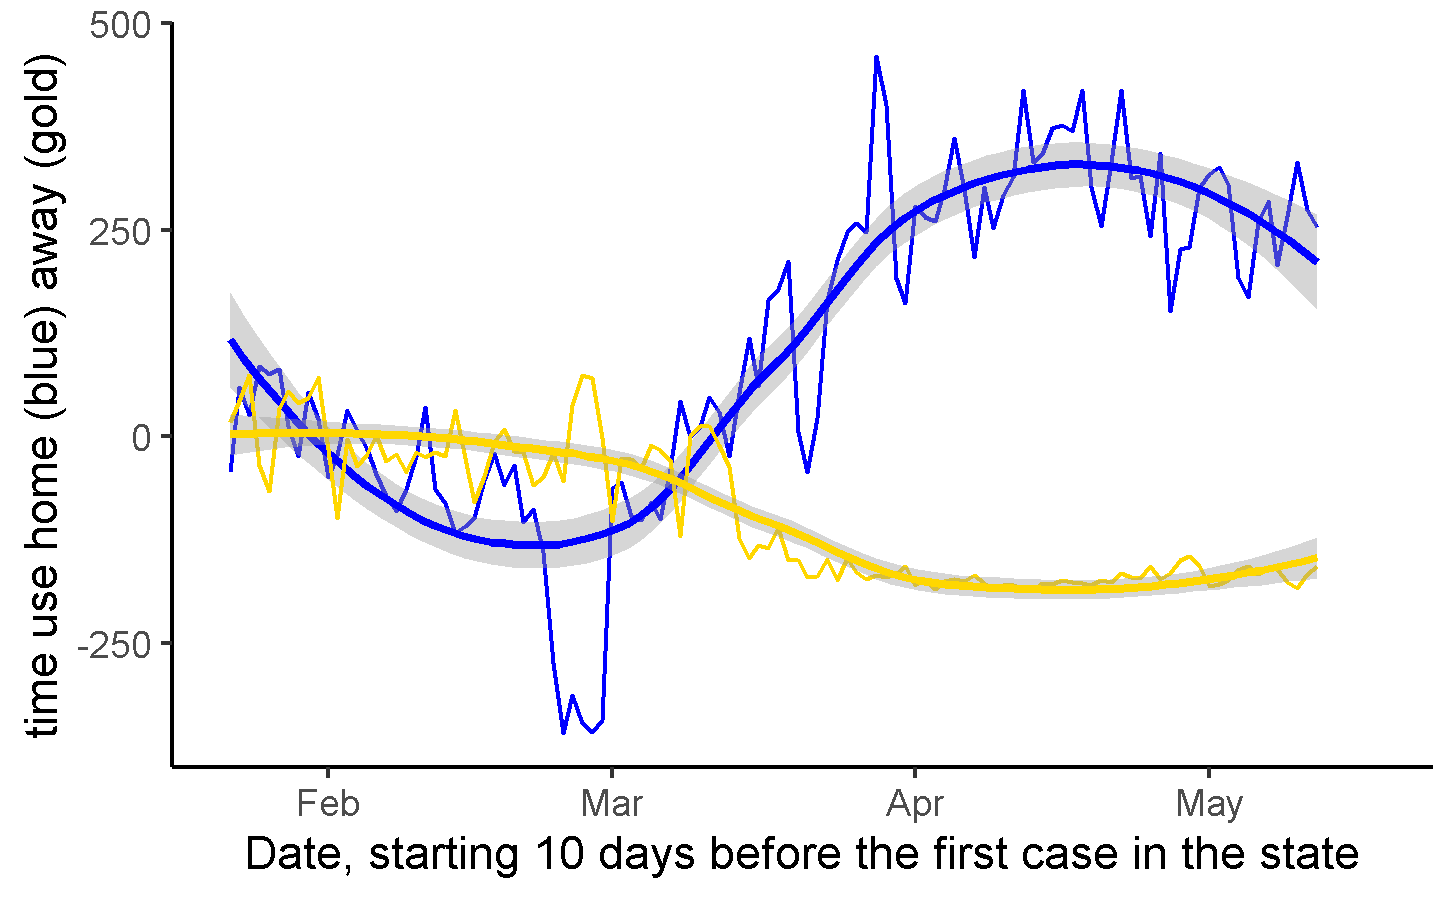 time use home (blue) away (gold)
500
250
0
-250
Feb Mar Apr May
Date, starting 10 days before the first case in the state